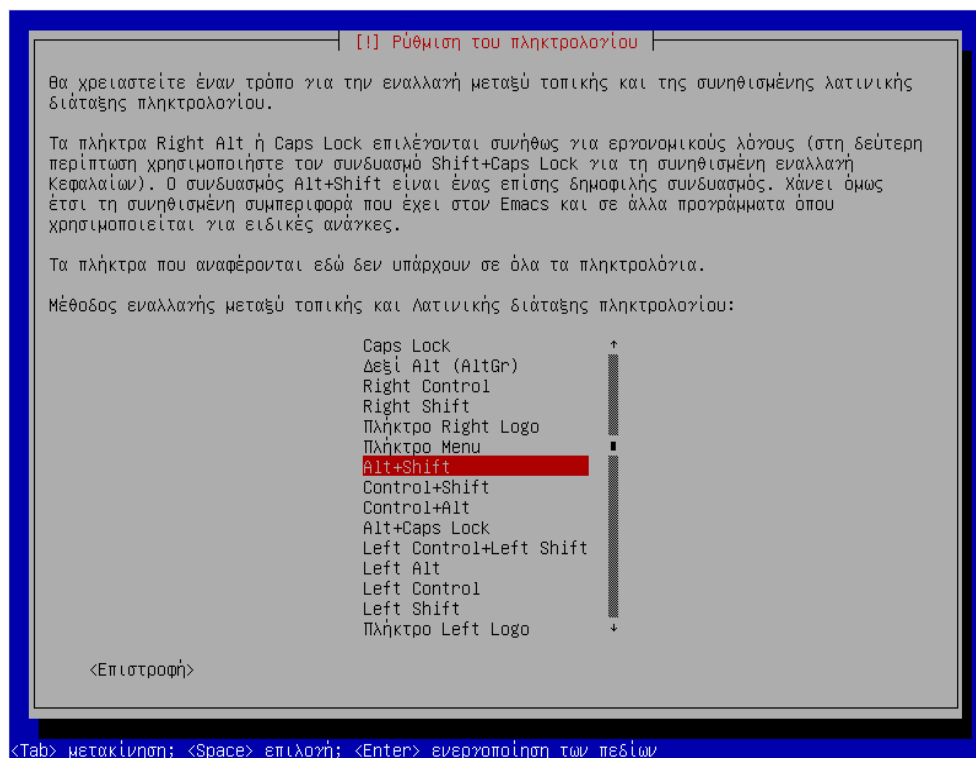 [!] Ρύθμιση του πληκτρολογίου
Θα χρειαστείτε έναν τρόπο για την εναλλαγή μεταξύ τοπικής και της συνηθισμένης λατινικής
διάταξης πληκτρολογίου.
Τα πλήκτρα Right Alt ή Caps Lock επιλέγονται συνήθως για εργονομικούς λόγους (στη δεύτερη
περίπτωση χρησιμοποιήστε τον συνδυασμό Shift+Caps Lock για τη συνηθισμένη εναλλαγή
Κεφαλαίων). Ο συνδυασμός Alt+Shift είναι ένας επίσης δημοφιλής συνδυασμός. Χάνει όμως
έτσι τη συνηθισμένη συμπεριφορά που έχει στον Emacs και σε άλλα προγράμματα όπου
χρησιμοποιείται για ειδικές ανάγκες.
Τα πλήκτρα που αναφέρονται εδώ δεν υπάρχουν σε όλα τα πληκτρολόγια.
Μέθοδος εναλλαγής μεταξύ τοπικής και Λατινικής διάταξης πληκτρολογίου:
Caps Lock
Δεξί Alt (AltGr)
Right Control
Right Shift
Πλήκτρο Right Logo
Πλήκτρο Menu
Alt+Shift
Control+Shift
Control+Alt
Alt+Caps Lock
Left Control+Left Shift
Left Alt
Left Control
Left Shift
Πλήκτρο Left Logo
<Επιστροφή>
<Tab> μετακίνηση; <Space> επιλογή; <Enter> ενεργοποίηση των πεδίων